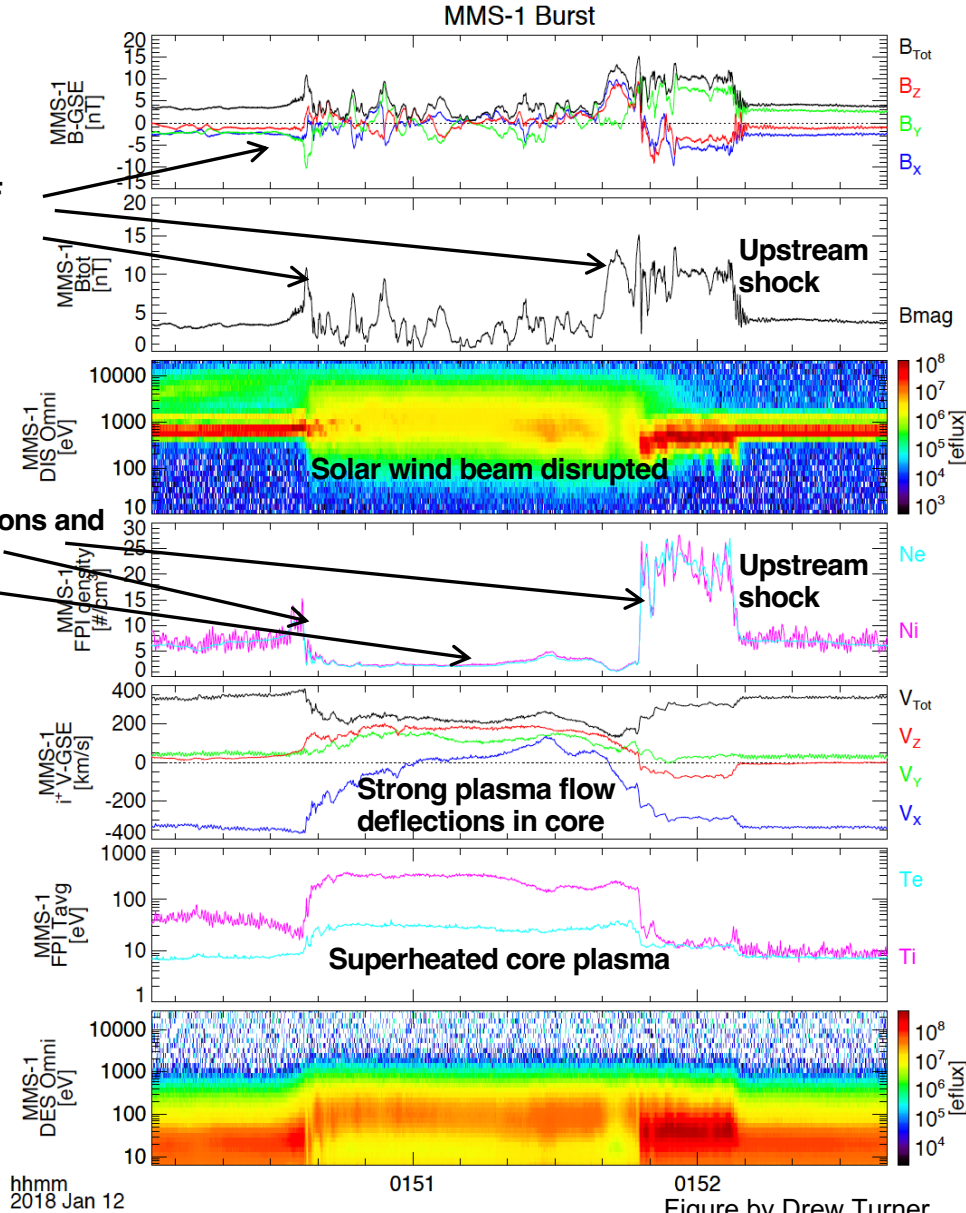 MMS-1 Burst
20
15
10
5
0
-5
-10
-15
MMS-1
B-GSE
[nT]
B_Tot
B_Z
B_Y
B_X
20
15
10
5
0
MMS-1
Btot
[nT]
Upstream
shock
Bmag
10000
1000
100
10
MMS-1
DIS Omni
[eV]
Solar wind beam disrupted
10^8
10^7
10^6
10^5
10^4
10^3
[eflux]
ons and
30
25
20
15
10
5
0
MMS-1
FPI density
[#/cm^3]
Upstream
shock
Ne
Ni
400
200
0
-200
-400
MMS-1
i+ V-GSE
[km/s]
Strong plasma flow
deflections in core
V_Tot
V_Z
V_Y
V_X
1000
100
10
1
MMS-1
FPI Tavg
[eV]
Superheated core plasma
Te
Ti
10000
1000
100
10
MMS-1
DES Omni
[eV]
10^8
10^7
10^6
10^5
10^4
[eflux]
hhmm
2018 Jan 12
0151
0152
Figure by Drew Turner